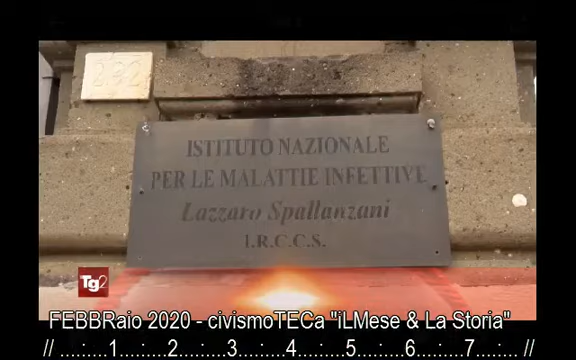 292
ISTITUTO NAZIONALE
PER LE MALATTIE INFETTIVE
Lazzaro Spallanzani
I.R.C.C.S.
Tg2
FEBBRaio 2020 - civismoTECa "iLMese & La Storia"
// ....:....1....:....2....:....3....:....4....:....5....:....6....:....7....:.... //